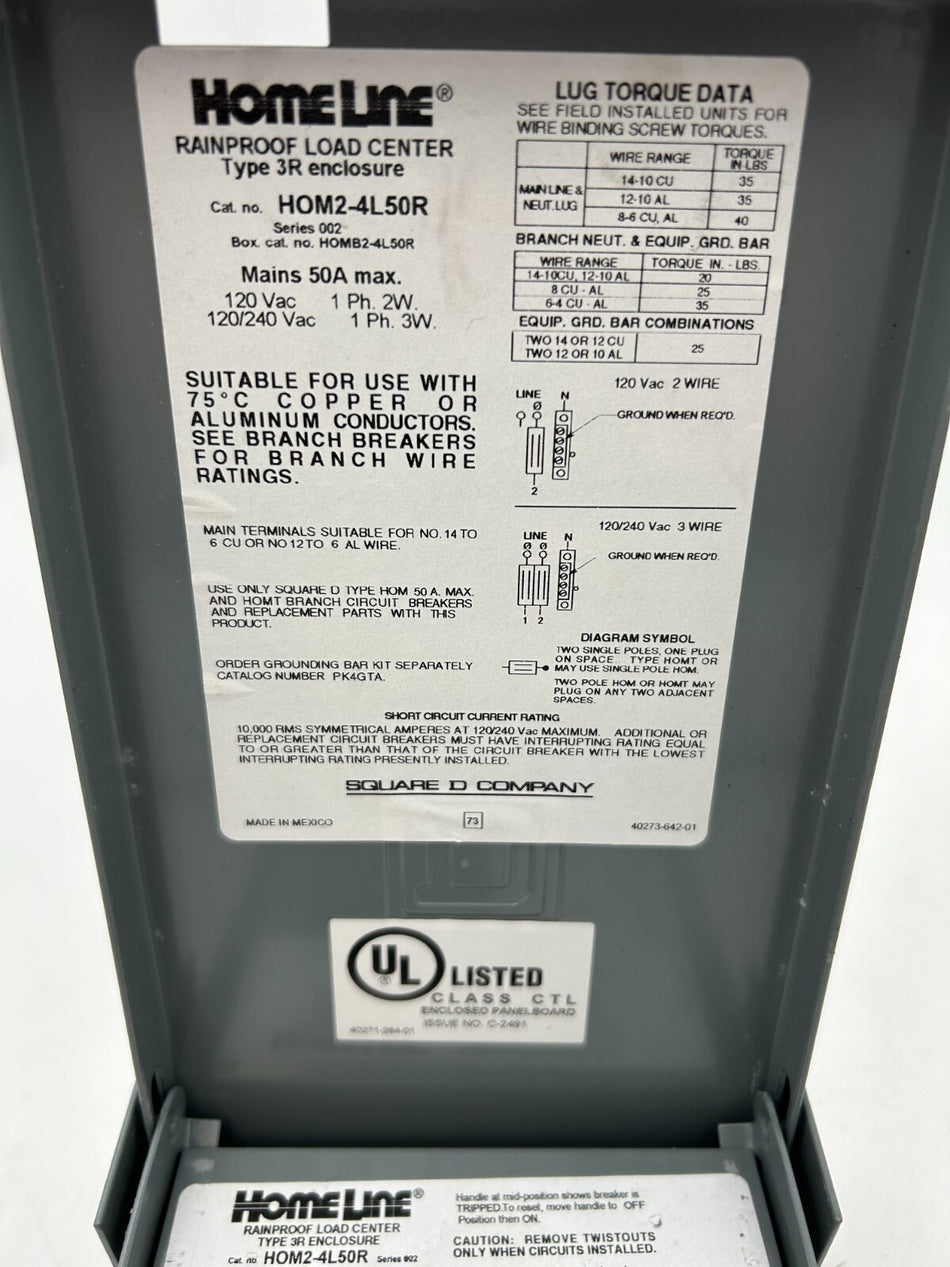 HOMELINE®
RAINPROOF LOAD CENTER
Type 3R enclosure
Cat. no. HOM2-4L50R
Series 002
Box. cat. no. HOMB2-4L50R
Mains 50A max.
120 Vac 1 Ph. 2W.
120/240 Vac 1 Ph. 3W.
SUITABLE FOR USE WITH
75°C COPPER OR
ALUMINUM CONDUCTORS.
SEE BRANCH BREAKERS
FOR BRANCH WIRE
RATINGS.
MAIN TERMINALS SUITABLE FOR NO. 14 TO
6 CU OR NO 12 TO 6 AL WIRE.
USE ONLY SQUARE D TYPE HOM 50 A. MAX.
AND HOMT BRANCH CIRCUIT BREAKERS
AND REPLACEMENT PARTS WITH THIS
PRODUCT.
ORDER GROUNDING BAR KIT SEPARATELY
CATALOG NUMBER PK4GTA.
LUG TORQUE DATA
SEE FIELD INSTALLED UNITS FOR
WIRE BINDING SCREW TORQUES.
WIRE RANGE TORQUE IN-LBS
MAIN LINE & NEUT. LUG
14-10 CU 35
12-10 AL 35
8-6 CU, AL 40
BRANCH NEUT. & EQUIP. GRD. BAR
WIRE RANGE TORQUE IN. - LBS.
14-10CU, 12-10 AL 20
8 CU - AL 25
6-4 CU - AL 35
EQUIP. GRD. BAR COMBINATIONS
TWO 14 OR 12 CU
TWO 12 OR 10 AL 25
120 Vac 2 WIRE
LINE N
Ø
GROUND WHEN REQ'D.
2
120/240 Vac 3 WIRE
LINE N
Ø Ø
GROUND WHEN REQ'D.
1 2
DIAGRAM SYMBOL
TWO SINGLE POLES, ONE PLUG
ON SPACE. TYPE HOMT OR
MAY USE SINGLE POLE HOM.
TWO POLE HOM OR HOMT MAY
PLUG ON ANY TWO ADJACENT
SPACES.
SHORT CIRCUIT CURRENT RATING
10,000 RMS SYMMETRICAL AMPERES AT 120/240 Vac MAXIMUM. ADDITIONAL OR
REPLACEMENT CIRCUIT BREAKERS MUST HAVE INTERRUPTING RATING EQUAL
TO OR GREATER THAN THAT OF THE CIRCUIT BREAKER WITH THE LOWEST
INTERRUPTING RATING PRESENTLY INSTALLED.
SQUARE D COMPANY
MADE IN MEXICO 73 40273-642-01
UL® LISTED
CLASS CTL
ENCLOSED PANELBOARD
40271-264-01 ISSUE NO. C-2491
HOMELINE®
RAINPROOF LOAD CENTER
TYPE 3R ENCLOSURE
Cat. no. HOM2-4L50R Series 002
Handle at mid-position shows breaker is
TRIPPED.To reset, move handle to OFF
Position then ON.
CAUTION: REMOVE TWISTOUTS
ONLY WHEN CIRCUITS INSTALLED.